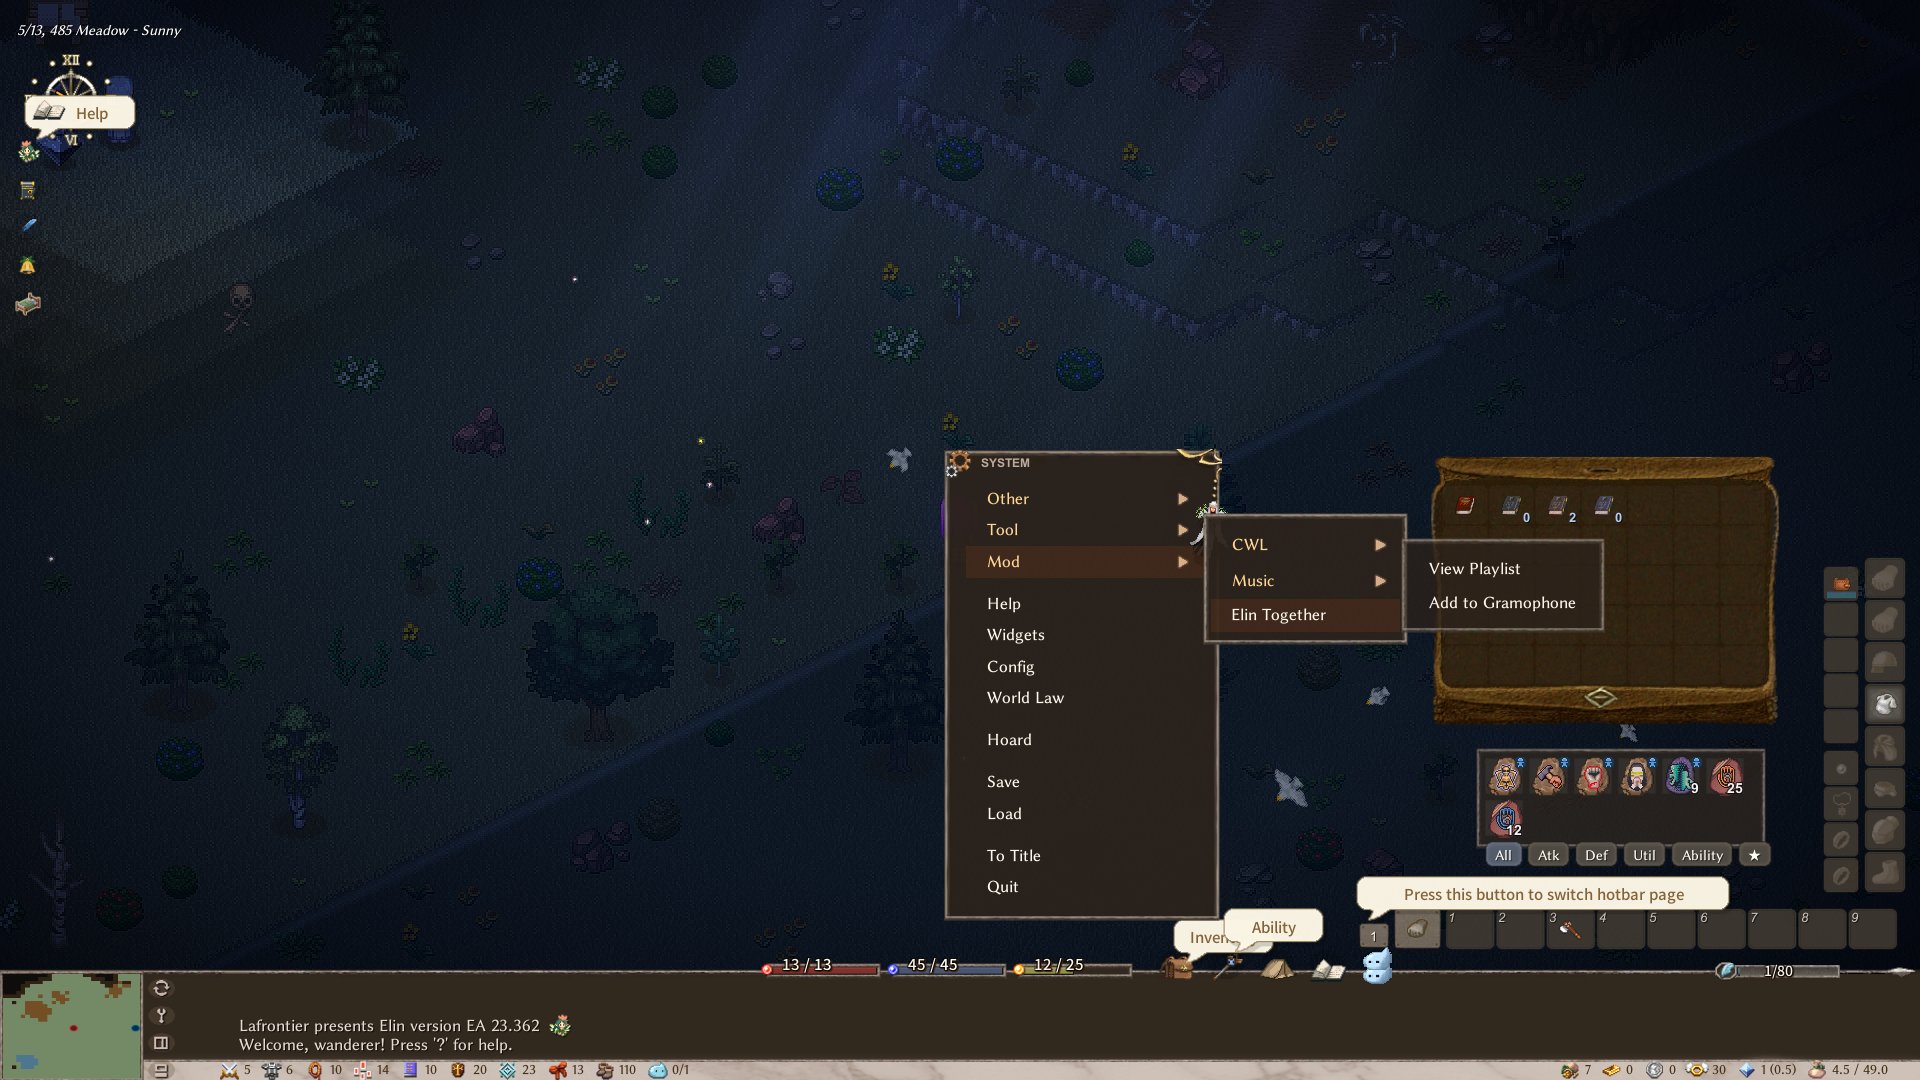 5/13, 485 Meadow - Sunny
XII
Help
VI
SYSTEM
Other
Tool
Mod
Help
Widgets
Config
World Law
Hoard
Save
Load
To Title
Quit
CWL
Music
Elin Together
View Playlist
Add to Gramophone
0
2
0
9
25
12
All
Atk
Def
Util
Ability
★
Press this button to switch hotbar page
Ability
1
1
2
3
4
5
6
7
8
9
13 / 13
45 / 45
12 / 25
1/80
Lafrontier presents Elin version EA 23.362
Welcome, wanderer! Press '?' for help.
5
6
10
14
10
20
23
13
110
0/1
7
0
0
30
1 (0.5)
4.5 / 49.0